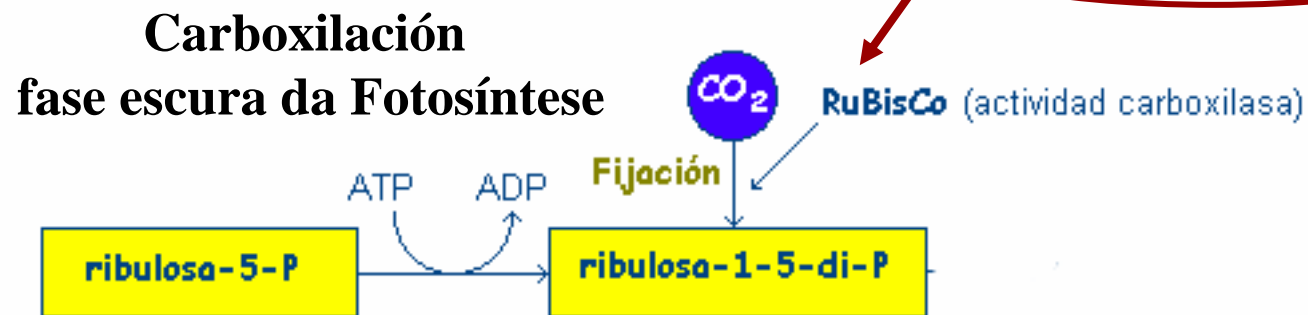 Carboxilación
fase escura da Fotosíntese
CO2
RuBisCo (actividad carboxilasa)
Fijación
ATP ADP
ribulosa-5-P
ribulosa-1-5-di-P